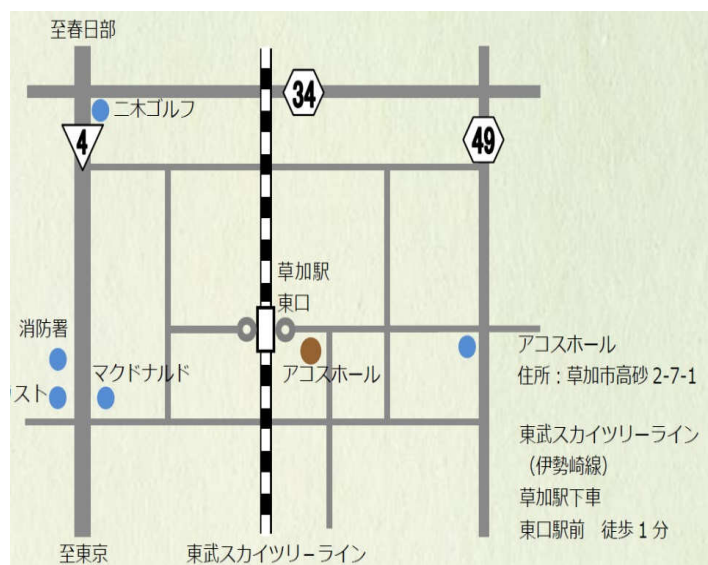 至春日部
34
二木ゴルフ
4
49
草加駅
東口
消防署
マクドナルド
スト
アコスホール
至東京
東武スカイツリーライン
アコスホール
住所：草加市高砂2-7-1
東武スカイツリーライン
(伊勢崎線)
草加駅下車
東口駅前 徒歩1分